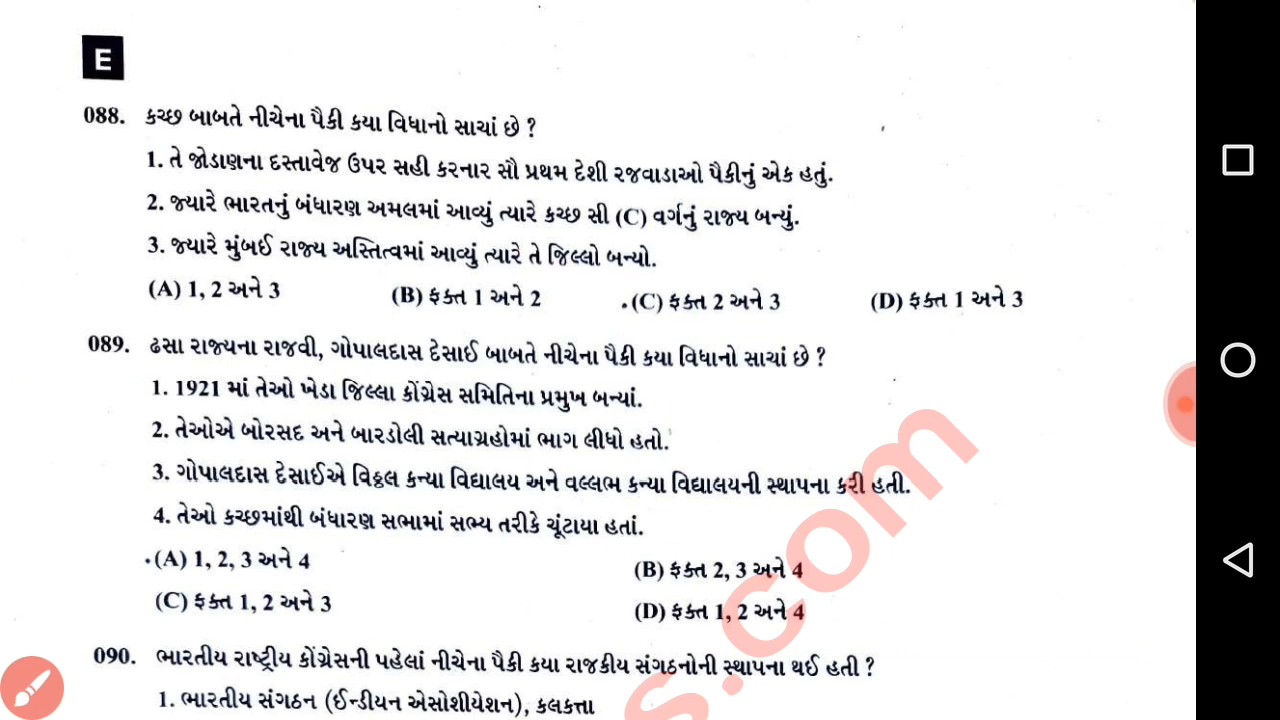 E
088. કચ્છ બાબતે નીચેના પૈકી કયા વિધાનો સાચાં છે ?
1. તે જોડાણના દસ્તાવેજ ઉપર સહી કરનાર સૌ પ્રથમ દેશી રજવાડાઓ પૈકીનું એક હતું.
2. જ્યારે ભારતનું બંધારણ અમલમાં આવ્યું ત્યારે કચ્છ સી (C) વર્ગનું રાજ્ય બન્યું.
3. જ્યારે મુંબઈ રાજ્ય અસ્તિત્વમાં આવ્યું ત્યારે તે જિલ્લો બન્યો.
(A) 1, 2 અને 3 (B) ફક્ત 1 અને 2 (C) ફક્ત 2 અને 3 (D) ફક્ત 1 અને 3
089. ઢસા રાજ્યના રાજવી, ગોપાલદાસ દેસાઈ બાબતે નીચેના પૈકી કયા વિધાનો સાચાં છે ?
1. 1921 માં તેઓ ખેડા જિલ્લા કોંગ્રેસ સમિતિના પ્રમુખ બન્યાં.
2. તેઓએ બોરસદ અને બારડોલી સત્યાગ્રહોમાં ભાગ લીધો હતો.
3. ગોપાલદાસ દેસાઈએ વિઠ્ઠલ કન્યા વિદ્યાલય અને વલ્લભ કન્યા વિદ્યાલયની સ્થાપના કરી હતી.
4. તેઓ કચ્છમાંથી બંધારણ સભામાં સભ્ય તરીકે ચૂંટાયા હતાં.
(A) 1, 2, 3 અને 4 (B) ફક્ત 2, 3 અને 4
(C) ફક્ત 1, 2 અને 3 (D) ફક્ત 1, 2 અને 4
090. ભારતીય રાષ્ટ્રીય કોંગ્રેસની પહેલાં નીચેના પૈકી કયા રાજકીય સંગઠનોની સ્થાપના થઈ હતી ?
1. ભારતીય સંગઠન (ઈન્ડીયન એસોશીયેશન), કલકત્તા
s.com